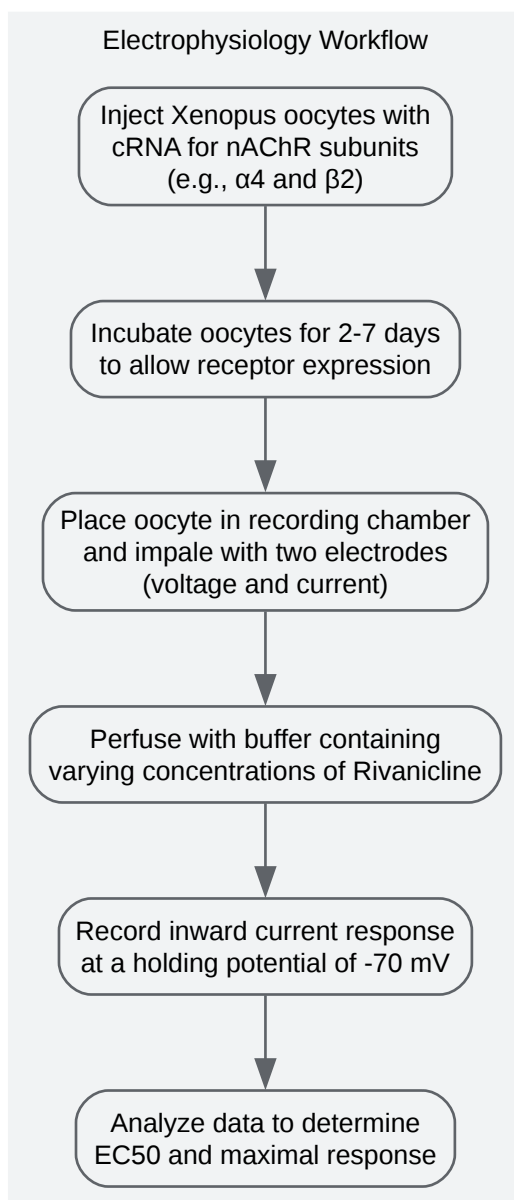 Electrophysiology Workflow
Inject Xenopus oocytes with
cRNA for nAChR subunits
(e.g., α4 and β2)
Incubate oocytes for 2-7 days
to allow receptor expression
Place oocyte in recording chamber
and impale with two electrodes
(voltage and current)
Perfuse with buffer containing
varying concentrations of Rivanicline
Record inward current response
at a holding potential of -70 mV
Analyze data to determine
EC50 and maximal response